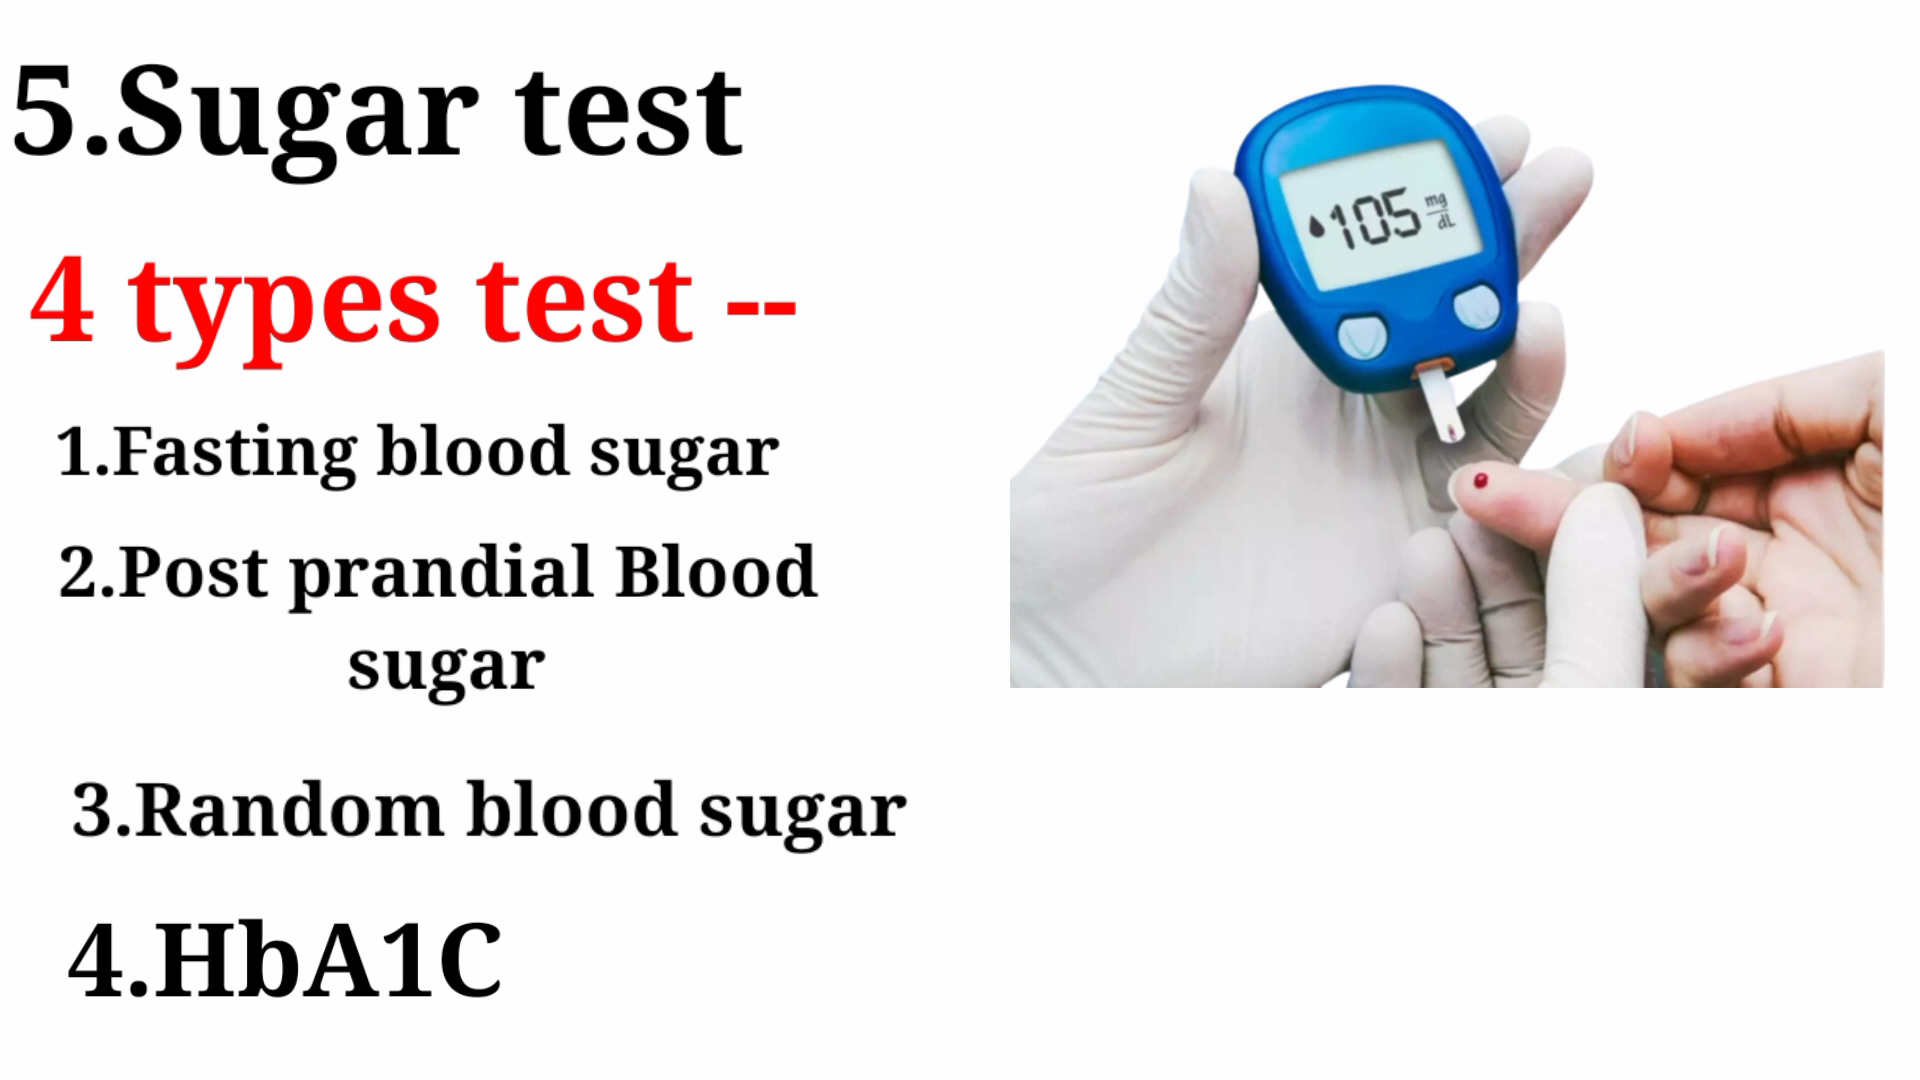 5.Sugar test
4 types test --
1.Fasting blood sugar
2.Post prandial Blood
sugar
3.Random blood sugar
4.HbA1C
105 mg/dL